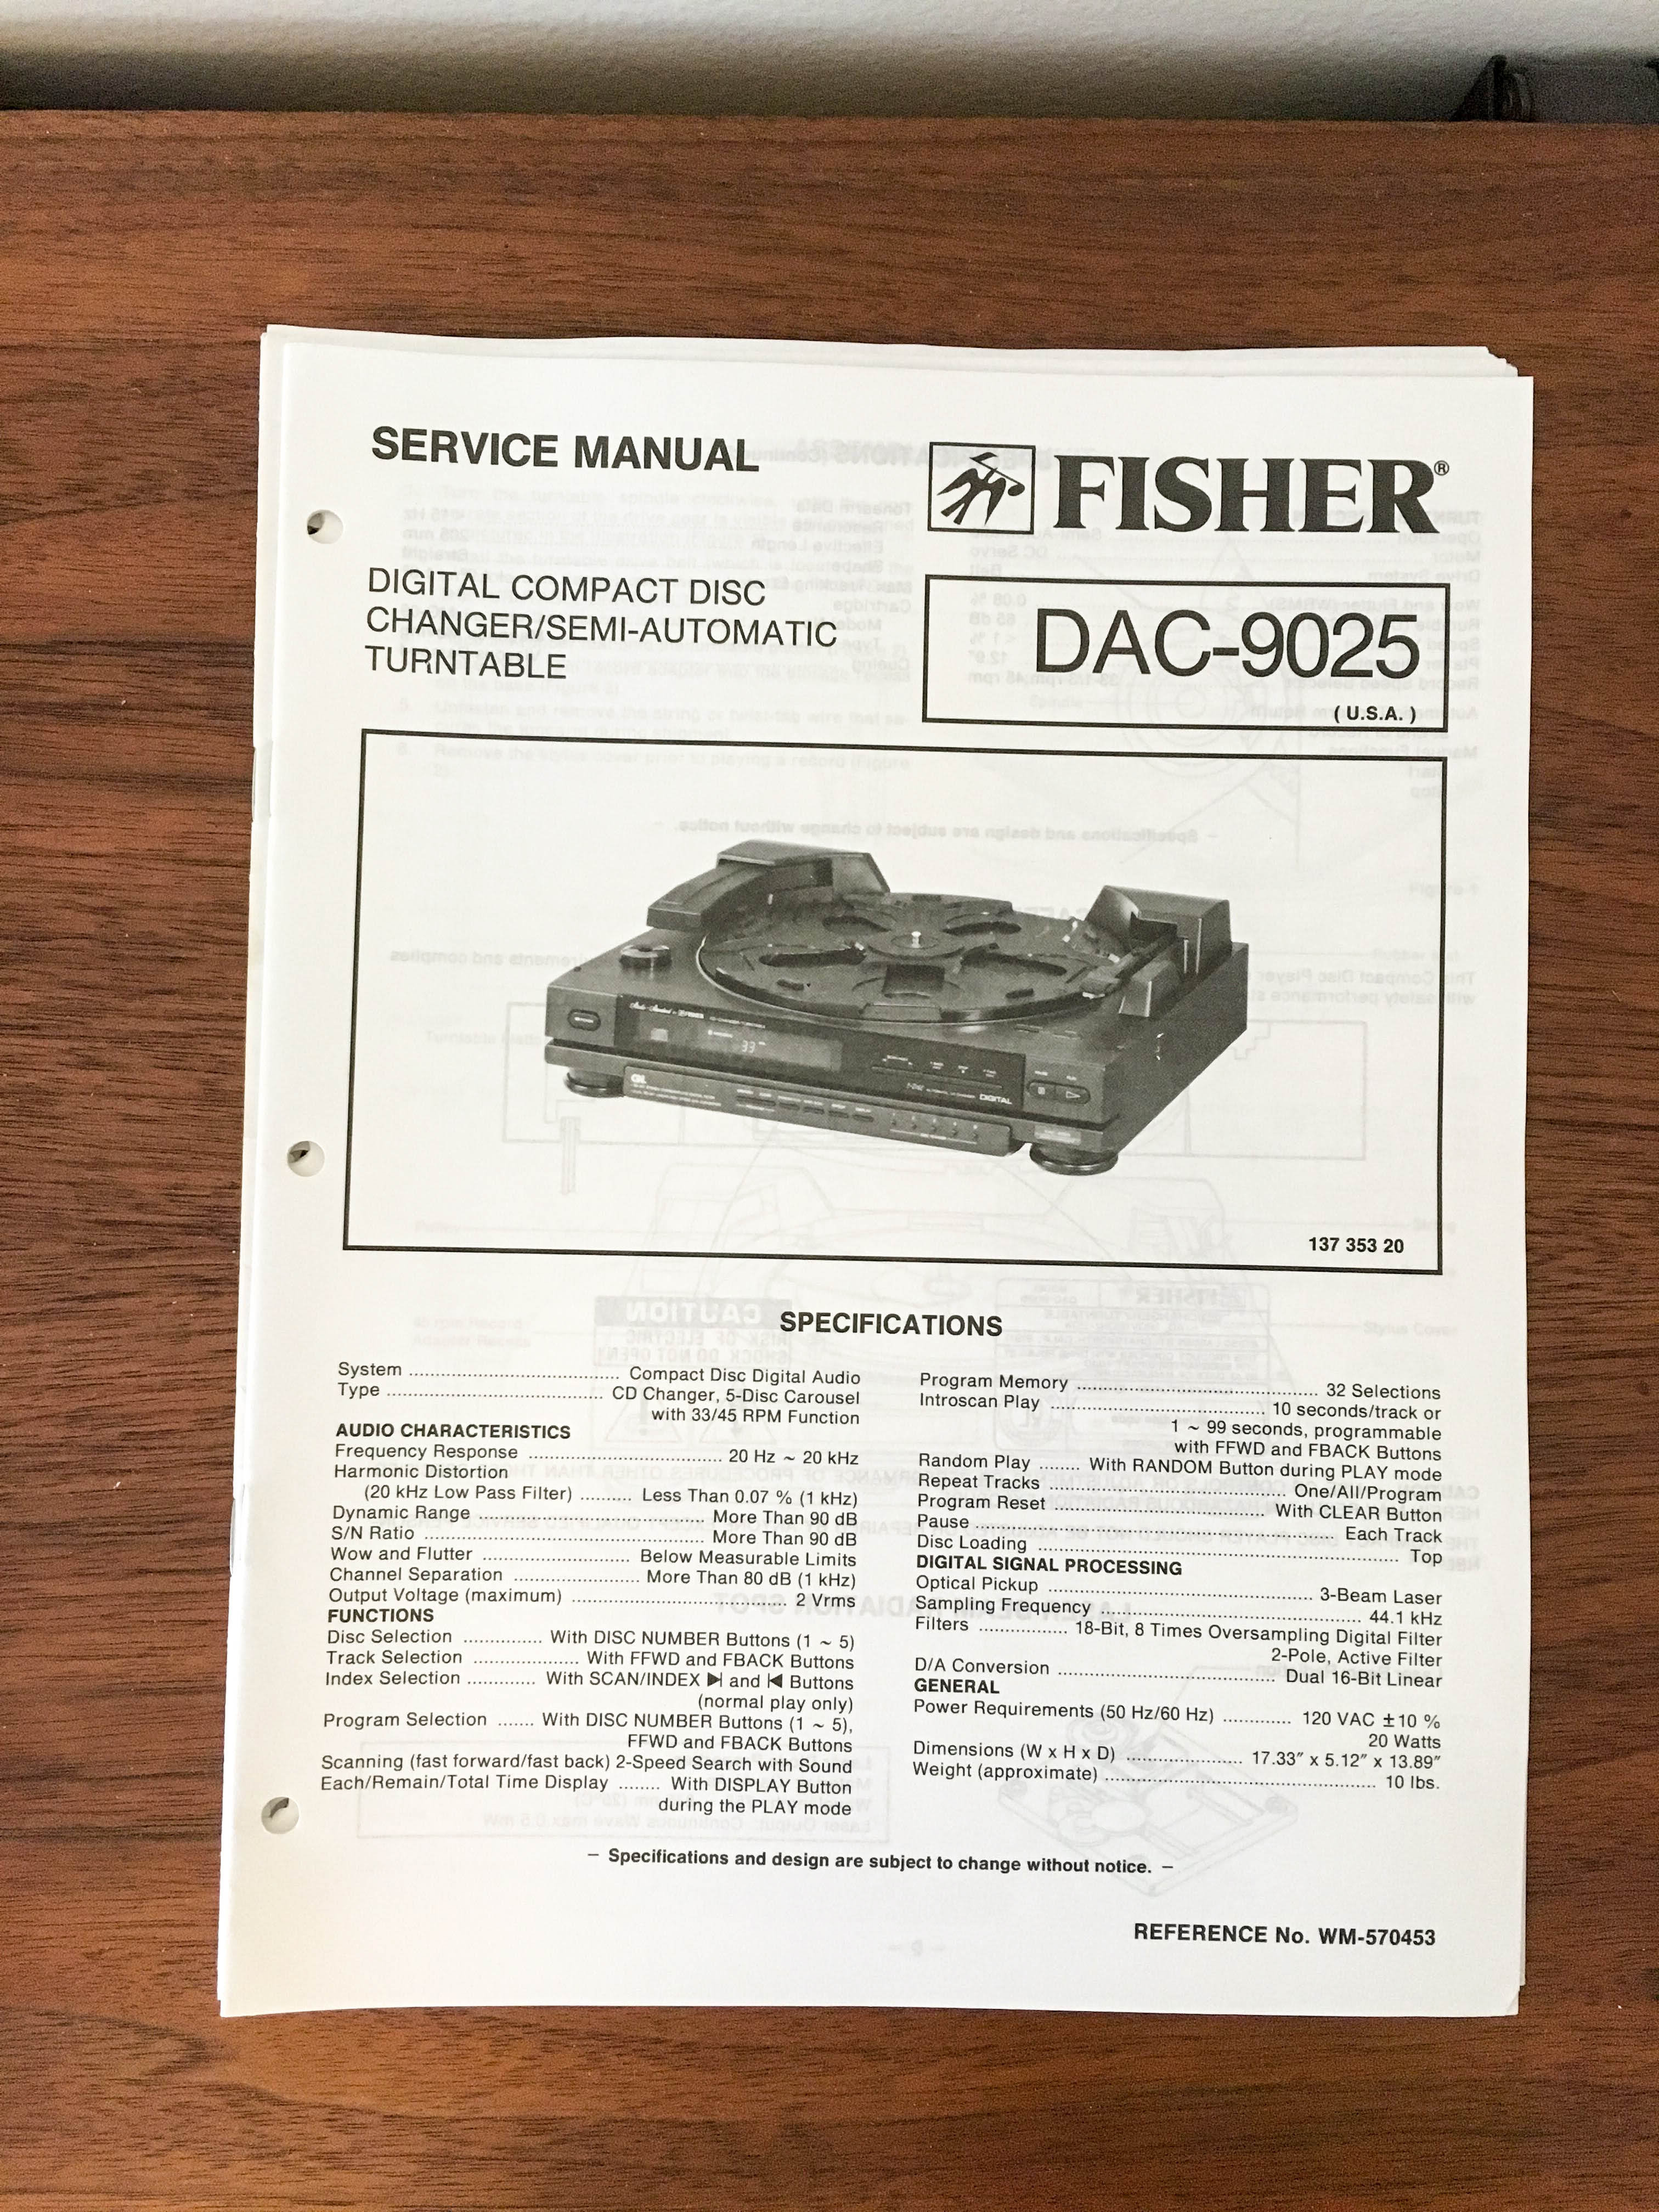 SERVICE MANUAL
FISHER®
DIGITAL COMPACT DISC
CHANGER/SEMI-AUTOMATIC
TURNTABLE
DAC-9025
( U.S.A. )
33
DIGITAL
137 353 20
SPECIFICATIONS
System ........ Compact Disc Digital Audio
Type ........ CD Changer, 5-Disc Carousel
with 33/45 RPM Function
AUDIO CHARACTERISTICS
Frequency Response ........ 20 Hz ~ 20 kHz
Harmonic Distortion
(20 kHz Low Pass Filter) ........ Less Than 0.07 % (1 kHz)
Dynamic Range ........ More Than 90 dB
S/N Ratio ........ More Than 90 dB
Wow and Flutter ........ Below Measurable Limits
Channel Separation ........ More Than 80 dB (1 kHz)
Output Voltage (maximum) ........ 2 Vrms
FUNCTIONS
Disc Selection ........ With DISC NUMBER Buttons (1 ~ 5)
Track Selection ........ With FFWD and FBACK Buttons
Index Selection ........ With SCAN/INDEX ▶| and |◀ Buttons
(normal play only)
Program Selection ....... With DISC NUMBER Buttons (1 ~ 5),
FFWD and FBACK Buttons
Scanning (fast forward/fast back) 2-Speed Search with Sound
Each/Remain/Total Time Display ........ With DISPLAY Button
during the PLAY mode
Program Memory ........ 32 Selections
Introscan Play ........ 10 seconds/track or
1 ~ 99 seconds, programmable
with FFWD and FBACK Buttons
Random Play ........ With RANDOM Button during PLAY mode
Repeat Tracks ........ One/All/Program
Program Reset ........ With CLEAR Button
Pause ........ Each Track
Disc Loading ........ Top
DIGITAL SIGNAL PROCESSING
Optical Pickup ........ 3-Beam Laser
Sampling Frequency ........ 44.1 kHz
Filters ........ 18-Bit, 8 Times Oversampling Digital Filter
2-Pole, Active Filter
D/A Conversion ........ Dual 16-Bit Linear
GENERAL
Power Requirements (50 Hz/60 Hz) ........ 120 VAC ±10 %
20 Watts
Dimensions (W x H x D) ........ 17.33″ x 5.12″ x 13.89″
Weight (approximate) ........ 10 lbs.
– Specifications and design are subject to change without notice. –
REFERENCE No. WM-570453